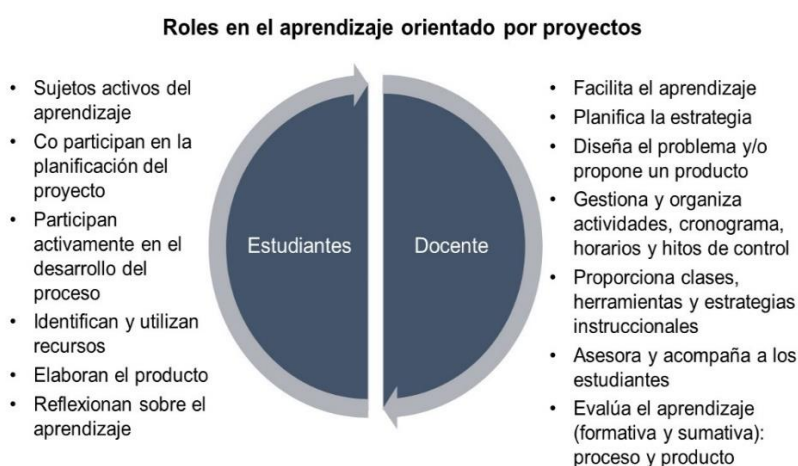 Roles en el aprendizaje orientado por proyectos
• Sujetos activos del
aprendizaje
• Co participan en la
planificación del
proyecto
• Participan
activamente en el
desarrollo del
proceso
• Identifican y utilizan
recursos
• Elaboran el producto
• Reflexionan sobre el
aprendizaje
Estudiantes
Docente
• Facilita el aprendizaje
• Planifica la estrategia
• Diseña el problema y/o
propone un producto
• Gestiona y organiza
actividades, cronograma,
horarios y hitos de control
• Proporciona clases,
herramientas y estrategias
instruccionales
• Asesora y acompaña a los
estudiantes
• Evalúa el aprendizaje
(formativa y sumativa):
proceso y producto